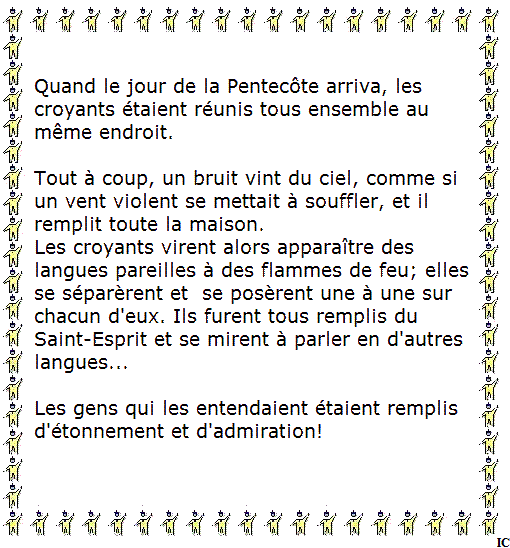 Quand le jour de la Pentecôte arriva, les
croyants étaient réunis tous ensemble au
même endroit.
Tout à coup, un bruit vint du ciel, comme si
un vent violent se mettait à souffler, et il
remplit toute la maison.
Les croyants virent alors apparaître des
langues pareilles à des flammes de feu; elles
se séparèrent et  se posèrent une à une sur
chacun d'eux. Ils furent tous remplis du
Saint-Esprit et se mirent à parler en d'autres
langues...
Les gens qui les entendaient étaient remplis
d'étonnement et d'admiration!
IC